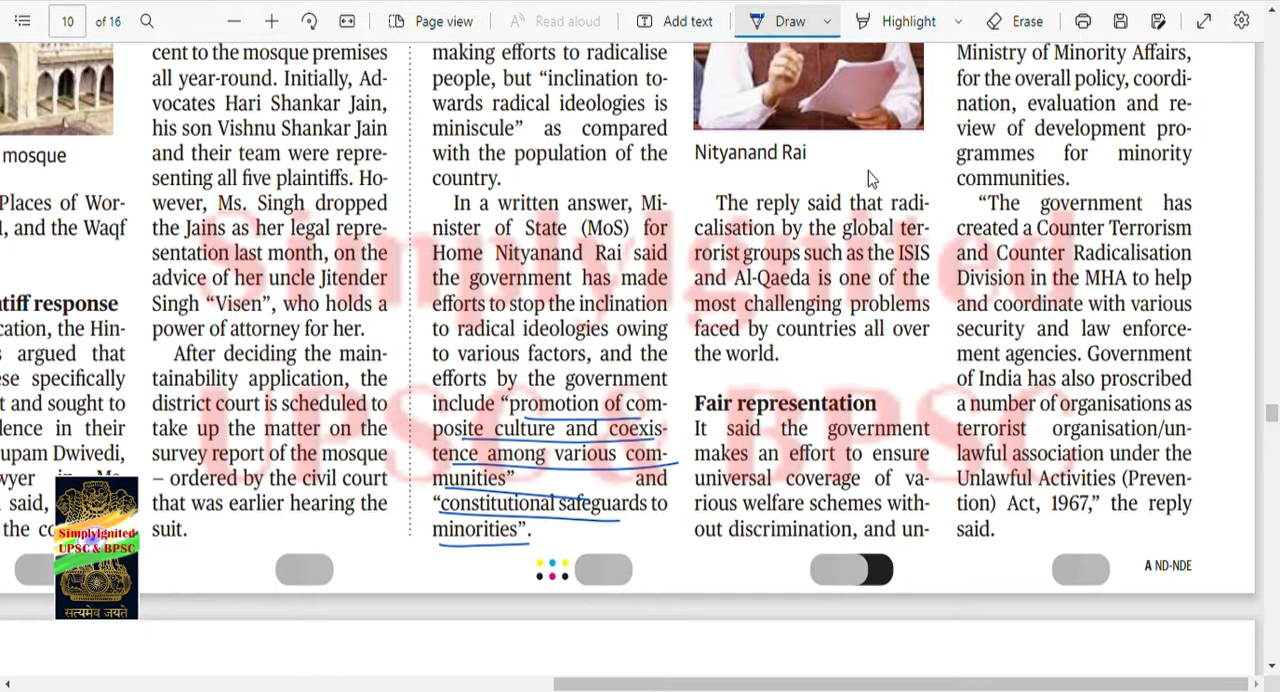 10 of 16 Page view Read aloud Add text Draw Highlight Erase
mosque
Places of Wor-
, and the Waqf
tiff response
cation, the Hin-
argued that
ese specifically
t and sought to
lence in their
upam Dwivedi,
wyer
said,
the co
cent to the mosque premises
all year-round. Initially, Ad-
vocates Hari Shankar Jain,
his son Vishnu Shankar Jain
and their team were repre-
senting all five plaintiffs. Ho-
wever, Ms. Singh dropped
the Jains as her legal repre-
sentation last month, on the
advice of her uncle Jitender
Singh “Visen”, who holds a
power of attorney for her.
After deciding the main-
tainability application, the
district court is scheduled to
take up the matter on the
survey report of the mosque
– ordered by the civil court
that was earlier hearing the
suit.
making efforts to radicalise
people, but “inclination to-
wards radical ideologies is
miniscule” as compared
with the population of the
country.
In a written answer, Mi-
nister of State (MoS) for
Home Nityanand Rai said
the government has made
efforts to stop the inclination
to radical ideologies owing
to various factors, and the
efforts by the government
include “promotion of com-
posite culture and coexis-
tence among various com-
munities” and
“constitutional safeguards to
minorities”.
Nityanand Rai
The reply said that radi-
calisation by the global ter-
rorist groups such as the ISIS
and Al-Qaeda is one of the
most challenging problems
faced by countries all over
the world.
Fair representation
It said the government
makes an effort to ensure
universal coverage of va-
rious welfare schemes with-
out discrimination, and un-
Ministry of Minority Affairs,
for the overall policy, coordi-
nation, evaluation and re-
view of development pro-
grammes for minority
communities.
“The government has
created a Counter Terrorism
and Counter Radicalisation
Division in the MHA to help
and coordinate with various
security and law enforce-
ment agencies. Government
of India has also proscribed
a number of organisations as
terrorist organisation/un-
lawful association under the
Unlawful Activities (Preven-
tion) Act, 1967,” the reply
said.
A ND-NDE
SimplyIgnited
UPSC & BPSC
SimplyIgnited
UPSC & BPSC
सत्यमेव जयते